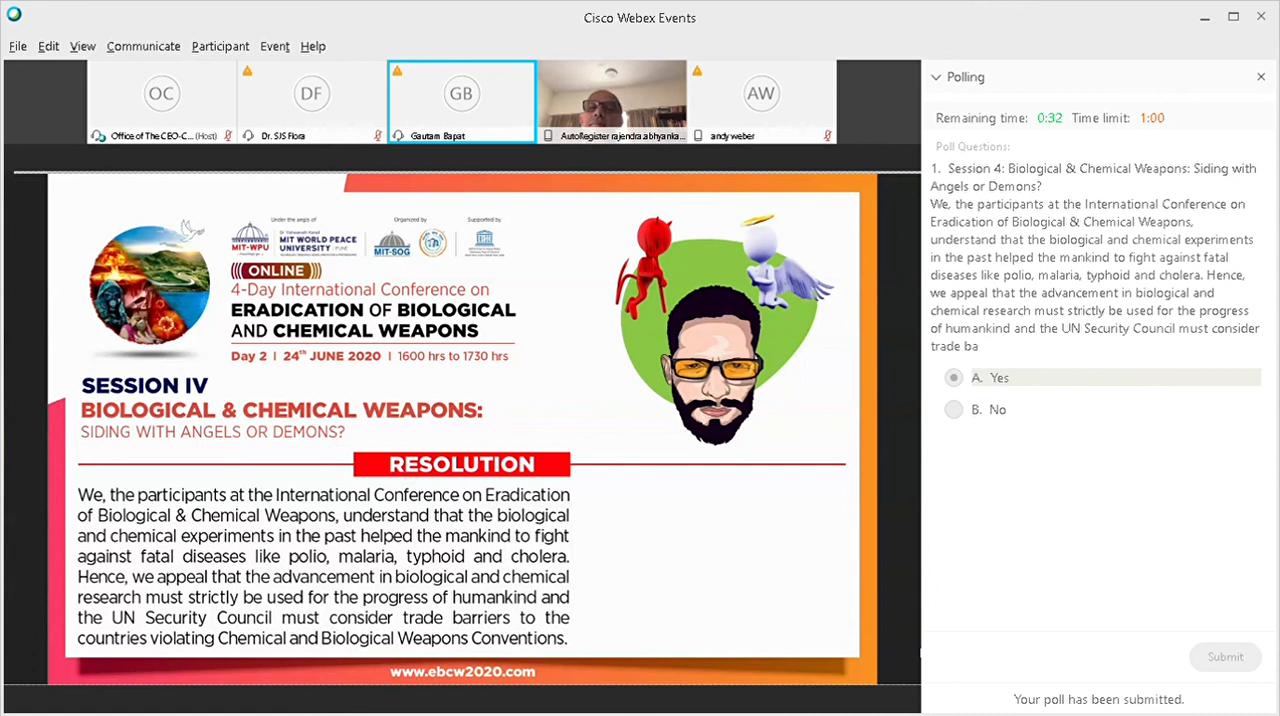 Cisco Webex Events
File Edit View Communicate Participant Event Help
OC
Office of The CEO-C... (Host)
DF
Dr. SJS Flora
GB
Gautam Bapat
AutoRegister rajendra.abhyanka...
AW
andy weber
Under the aegis of
MIT-WPU
MIT WORLD PEACE
UNIVERSITY | PUNE
Organized by
MIT-SOG
Supported by
ONLINE
4-Day International Conference on
ERADICATION OF BIOLOGICAL
AND CHEMICAL WEAPONS
Day 2 | 24th JUNE 2020 | 1600 hrs to 1730 hrs
SESSION IV
BIOLOGICAL & CHEMICAL WEAPONS:
SIDING WITH ANGELS OR DEMONS?
RESOLUTION
We, the participants at the International Conference on Eradication
of Biological & Chemical Weapons, understand that the biological
and chemical experiments in the past helped the mankind to fight
against fatal diseases like polio, malaria, typhoid and cholera.
Hence, we appeal that the advancement in biological and chemical
research must strictly be used for the progress of humankind and
the UN Security Council must consider trade barriers to the
countries violating Chemical and Biological Weapons Conventions.
www.ebcw2020.com
Polling
Remaining time: 0:32 Time limit: 1:00
Poll Questions:
1. Session 4: Biological & Chemical Weapons: Siding with
Angels or Demons?
We, the participants at the International Conference on
Eradication of Biological & Chemical Weapons,
understand that the biological and chemical experiments
in the past helped the mankind to fight against fatal
diseases like polio, malaria, typhoid and cholera. Hence,
we appeal that the advancement in biological and
chemical research must strictly be used for the progress
of humankind and the UN Security Council must consider
trade ba
A. Yes
B. No
Submit
Your poll has been submitted.